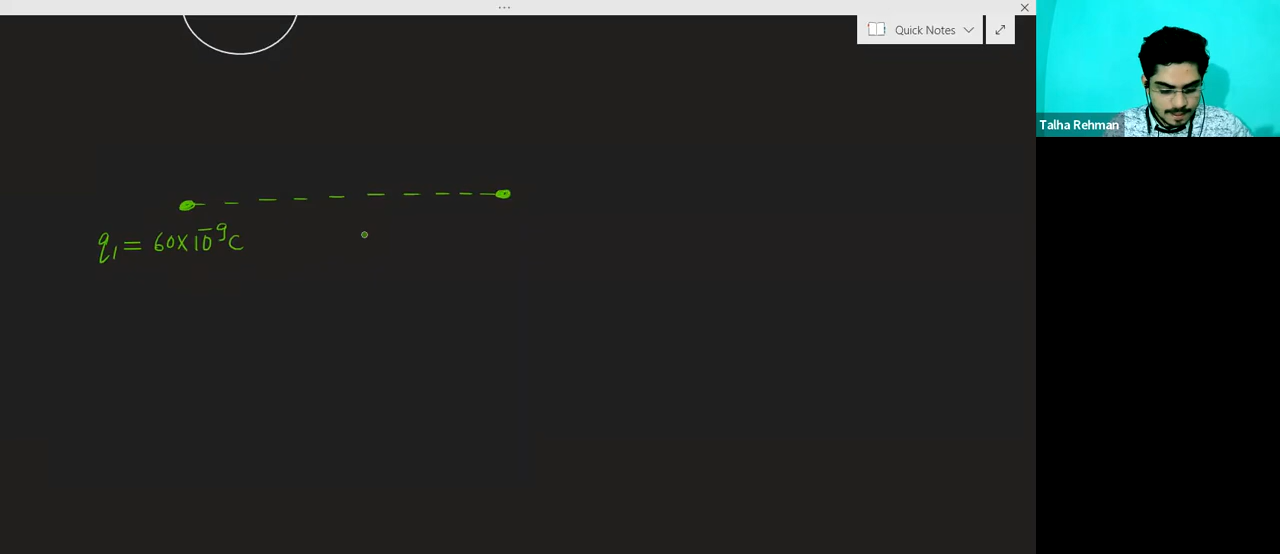 Quick Notes
Talha Rehman
q₁ = 60×10⁻⁹C